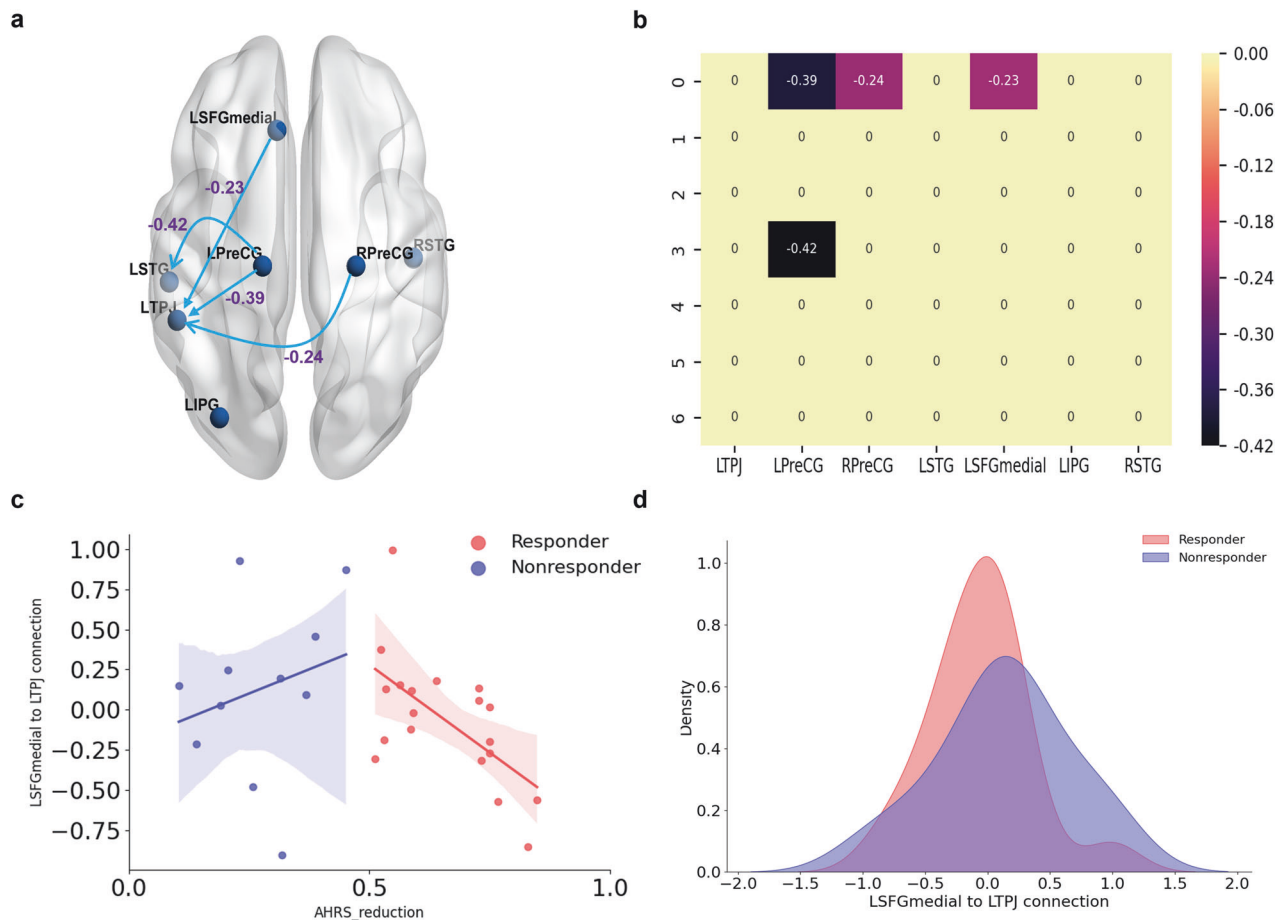 a
LSFGmedial
-0.23
-0.42
LPreCG
RPreCG
RSTG
LSTG
-0.39
LTPJ
-0.24
LIPG
b
0 0 -0.39 -0.24 0 -0.23 0 0
1 0 0 0 0 0 0 0
2 0 0 0 0 0 0 0
3 0 -0.42 0 0 0 0 0
4 0 0 0 0 0 0 0
5 0 0 0 0 0 0 0
6 0 0 0 0 0 0 0
LTPJ LPreCG RPreCG LSTG LSFGmedial LIPG RSTG
0.00
-0.06
-0.12
-0.18
-0.24
-0.30
-0.36
-0.42
c
Responder
Nonresponder
LSFGmedial to LTPJ connection
1.00
0.75
0.50
0.25
0.00
−0.25
−0.50
−0.75
0.0 0.5 1.0
AHRS_reduction
d
Responder
Nonresponder
Density
1.0
0.8
0.6
0.4
0.2
0.0
−2.0 −1.5 −1.0 −0.5 0.0 0.5 1.0 1.5 2.0
LSFGmedial to LTPJ connection